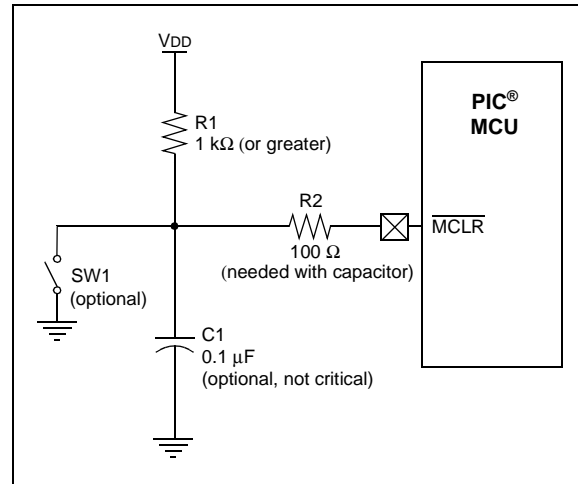 VDD
PIC®
MCU
R1
1 kΩ (or greater)
R2
MCLR
100 Ω
(needed with capacitor)
SW1
(optional)
C1
0.1 μF
(optional, not critical)